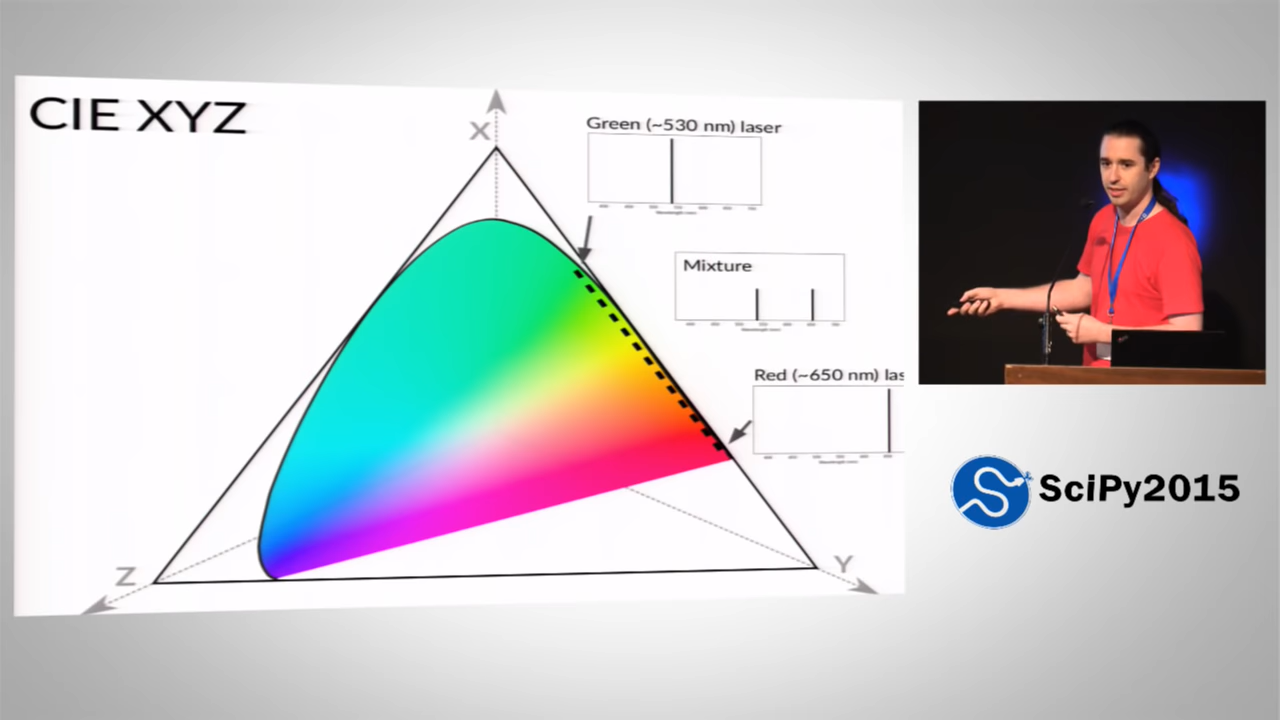 CIE XYZ
X
Green (~530 nm) laser
Mixture
Red (~650 nm) las
Z
Y
SciPy2015